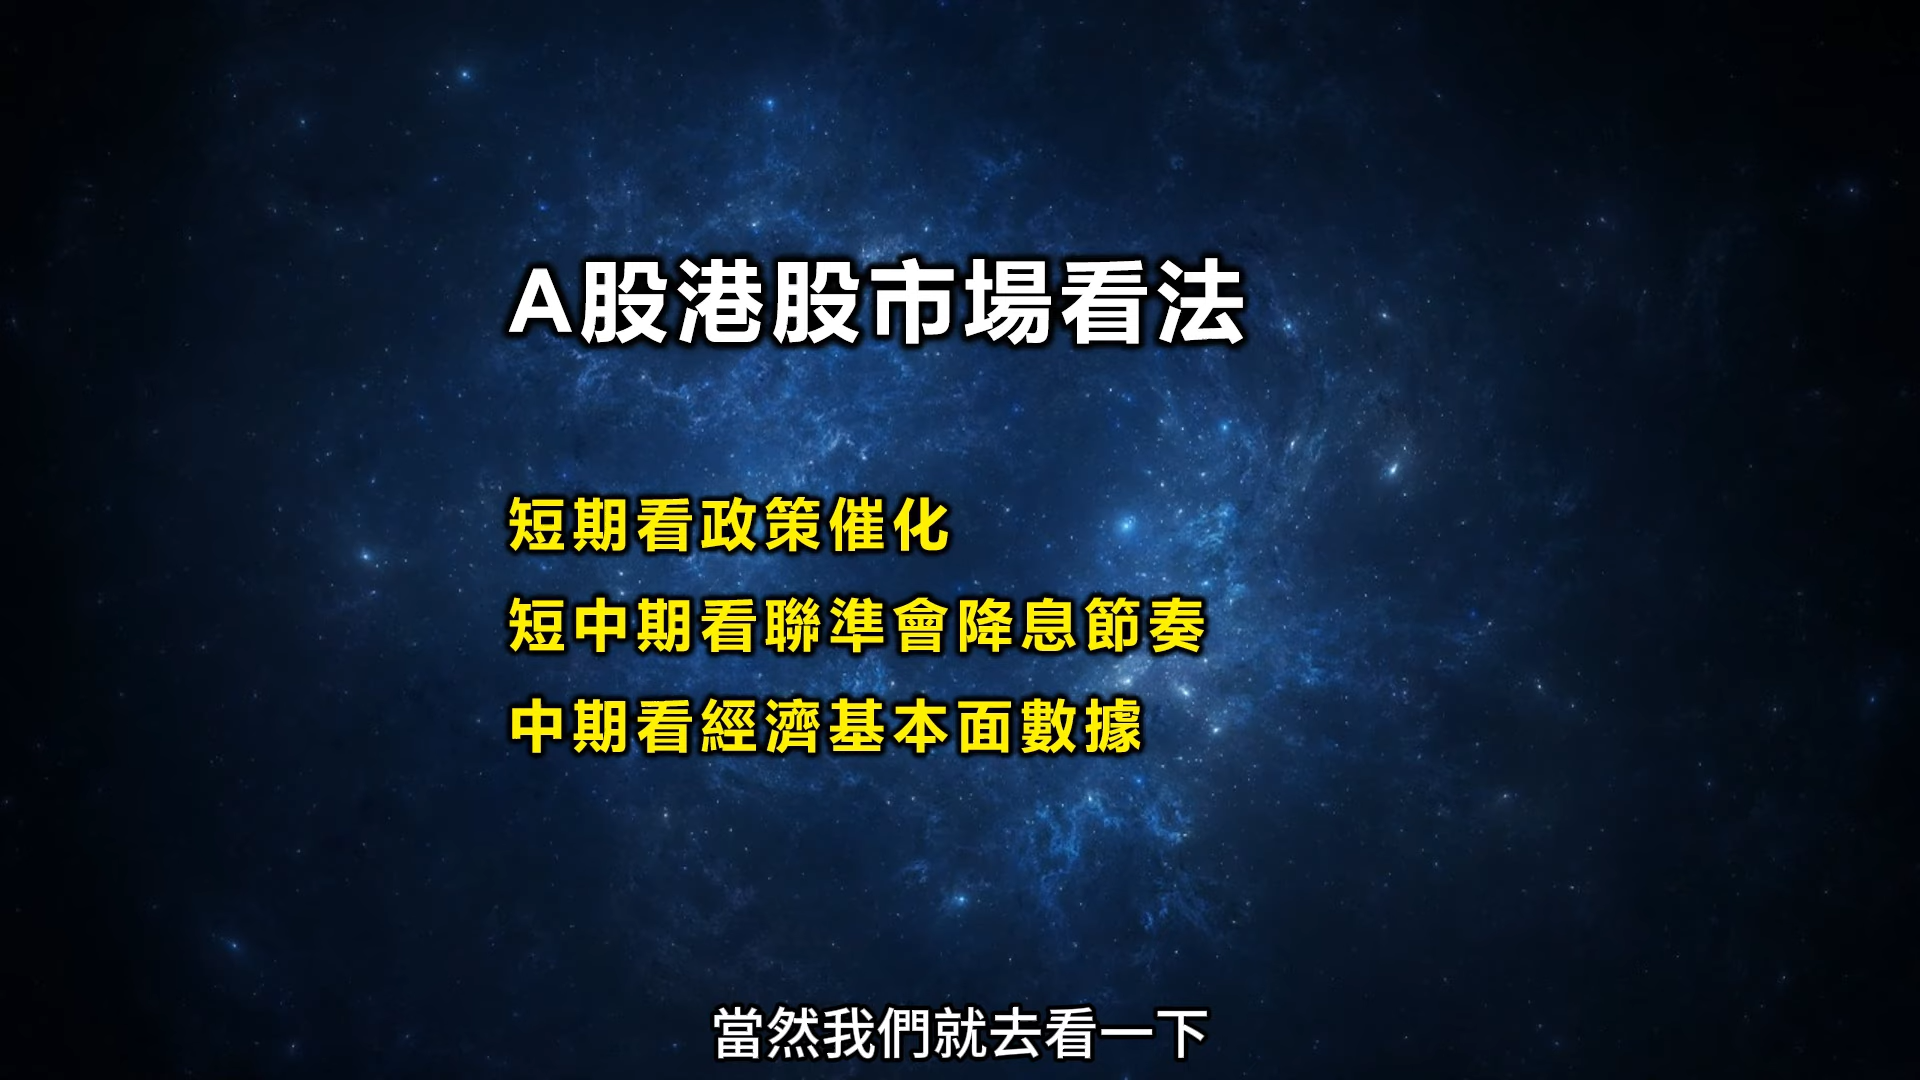 A股港股市場看法
短期看政策催化
短中期看聯準會降息節奏
中期看經濟基本面數據
當然我們就去看一下